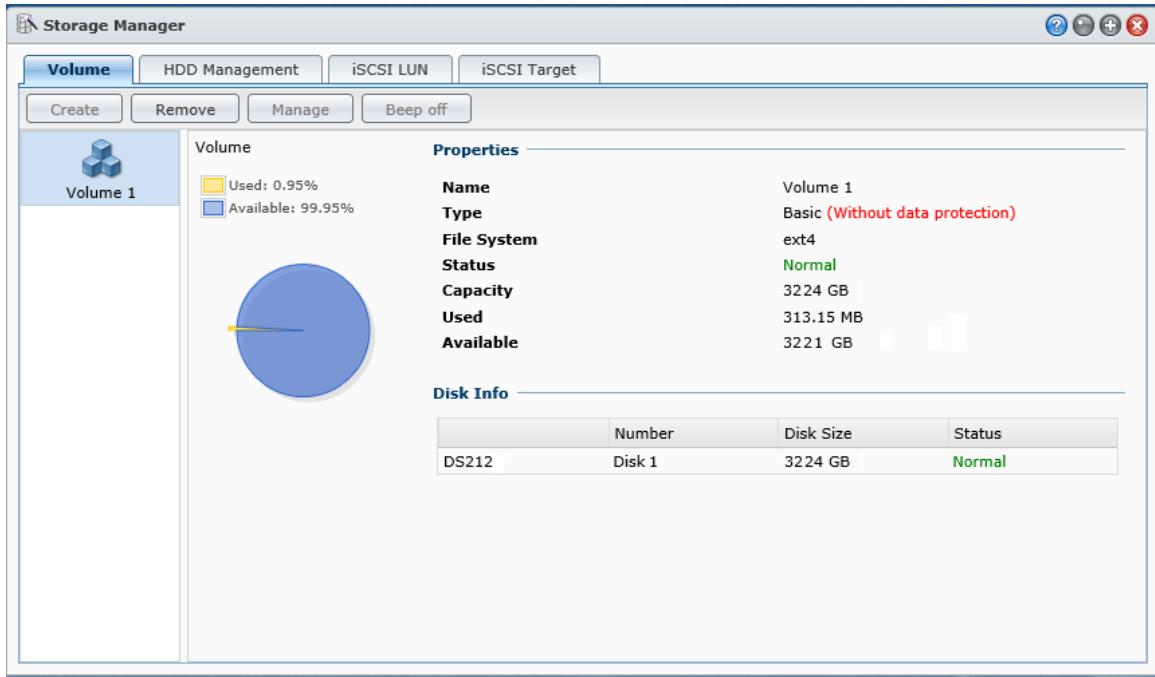 Storage Manager
Volume HDD Management iSCSI LUN iSCSI Target
Create Remove Manage Beep off
Volume 1
Volume
Used: 0.95%
Available: 99.95%
Properties
Name Volume 1
Type Basic (Without data protection)
File System ext4
Status Normal
Capacity 3224 GB
Used 313.15 MB
Available 3221 GB
Disk Info
Number Disk Size Status
DS212 Disk 1 3224 GB Normal